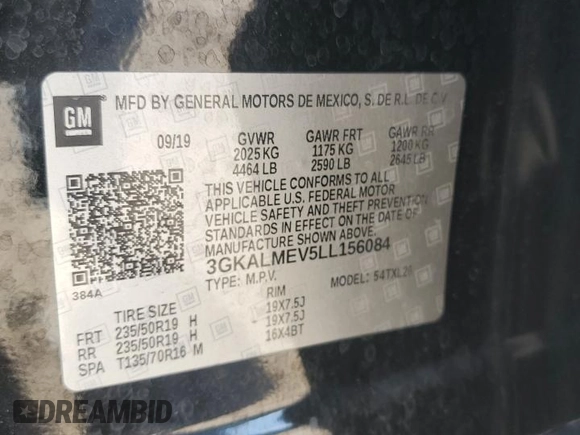 GM MFD BY GENERAL MOTORS DE MEXICO, S. DE R.L. DE C.V
09/19 GVWR GAWR FRT GAWR RR
2025 KG 1175 KG 1200 KG
4464 LB 2590 LB 2645 LB
THIS VEHICLE CONFORMS TO ALL
APPLICABLE U.S. FEDERAL MOTOR
VEHICLE SAFETY AND THEFT PREVENTION
STANDARDS IN EFFECT ON THE DATE OF
MANUFACTURE SHOWN ABOVE.
3GKALMEV5LL156084
384A TYPE: M.P.V. MODEL: 54TXL26
TIRE SIZE RIM
FRT 235/50R19 H 19X7.5J
RR 235/50R19 H 19X7.5J
SPA T135/70R16 M 16X4BT
DREAMBID